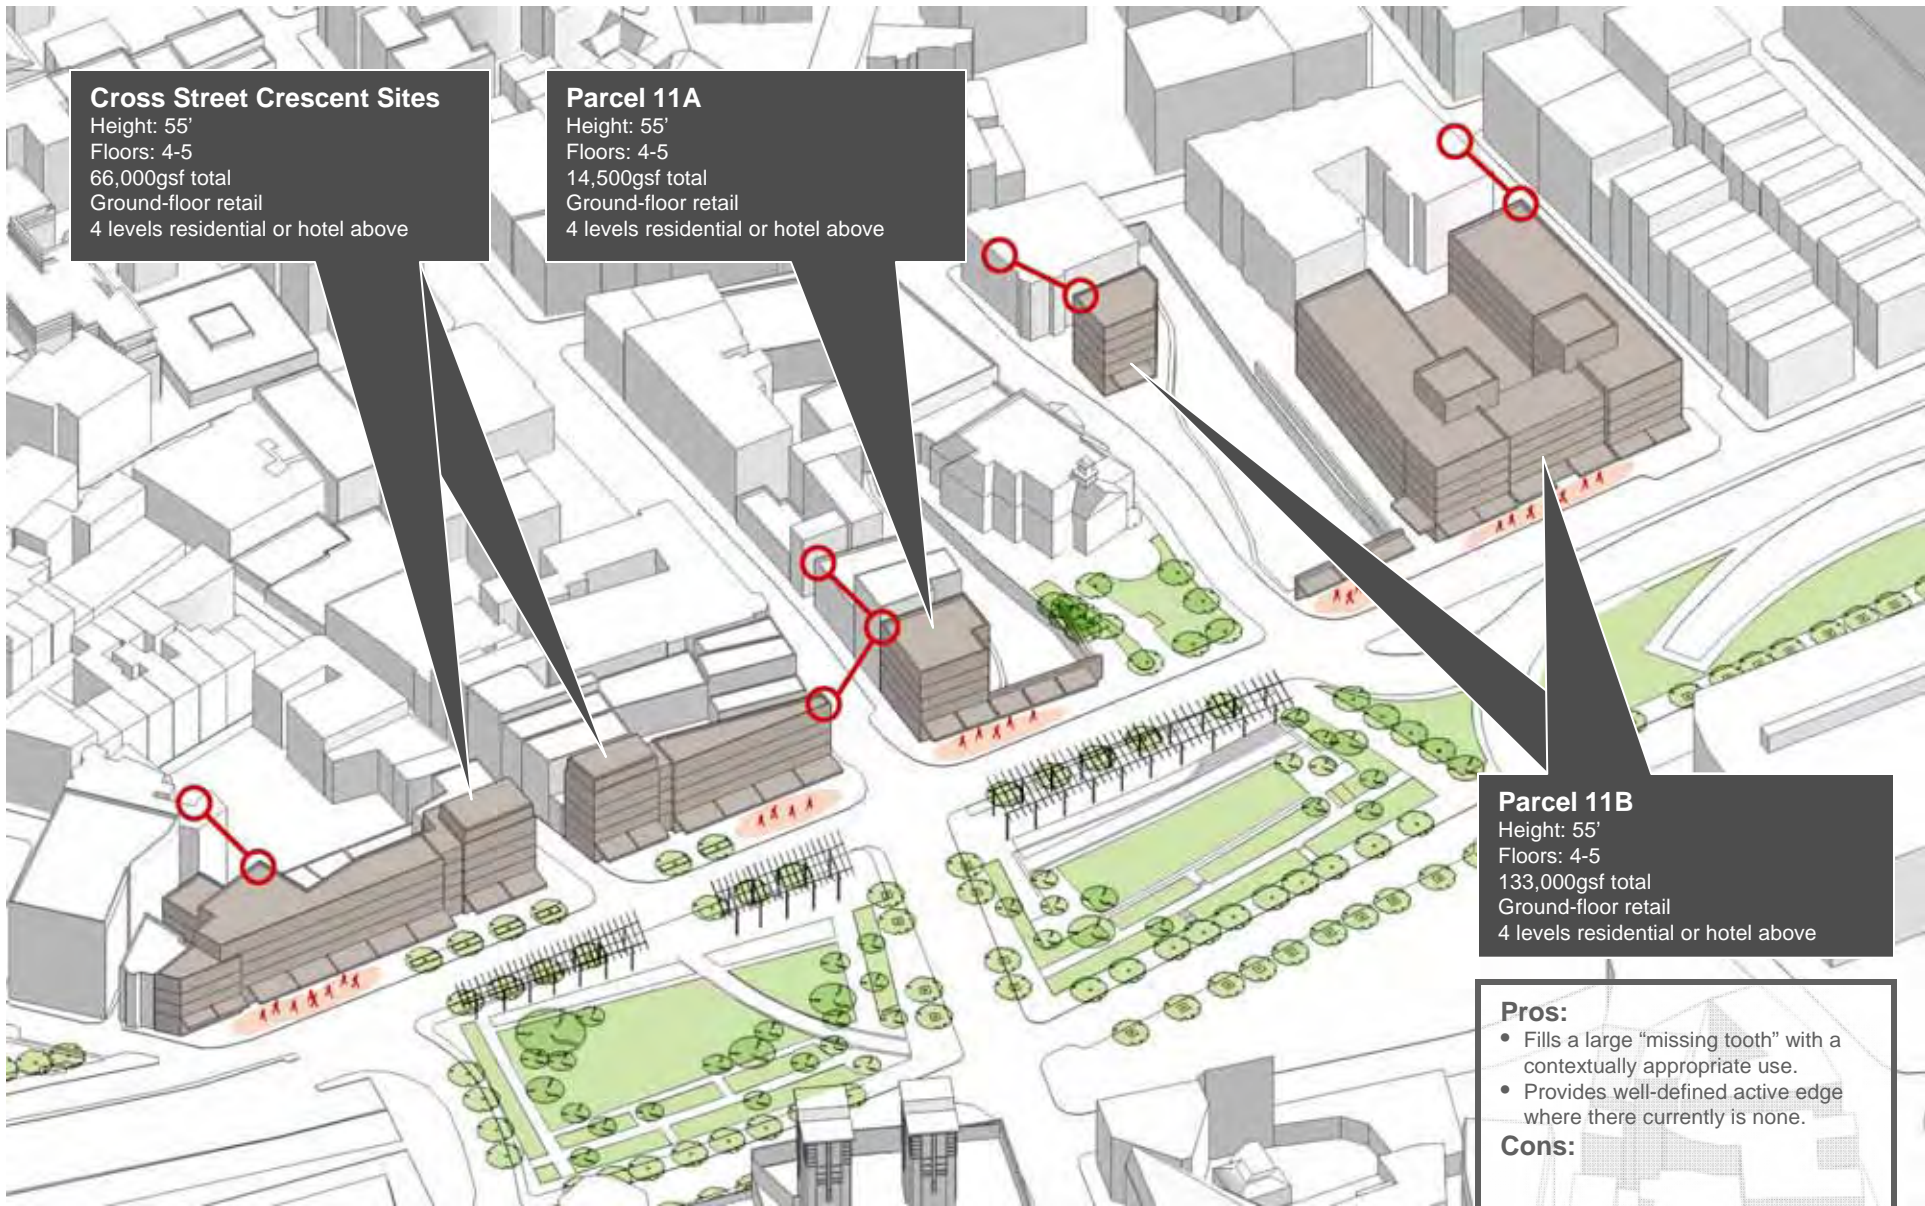 Cross Street Crescent Sites
Height: 55’
Floors: 4-5
66,000gsf total
Ground-floor retail
4 levels residential or hotel above
Parcel 11A
Height: 55’
Floors: 4-5
14,500gsf total
Ground-floor retail
4 levels residential or hotel above
Parcel 11B
Height: 55’
Floors: 4-5
133,000gsf total
Ground-floor retail
4 levels residential or hotel above
Pros:
• Fills a large “missing tooth” with a
contextually appropriate use.
• Provides well-defined active edge
where there currently is none.
Cons: